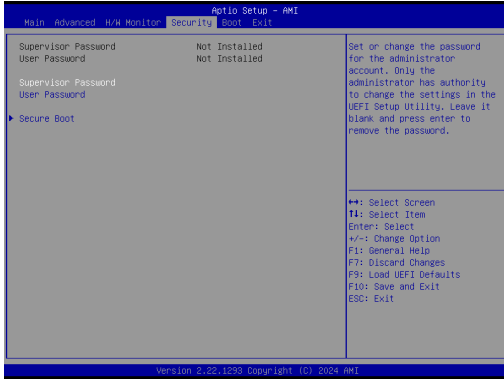 Aptio Setup - AMI
Main Advanced H/W Monitor Security Boot Exit
Supervisor Password Not Installed
User Password Not Installed
Supervisor Password
User Password
Secure Boot
Set or change the password
for the administrator
account. Only the
administrator has authority
to change the settings in the
UEFI Setup Utility. Leave it
blank and press enter to
remove the password.
↔: Select Screen
↑↓: Select Item
Enter: Select
+/-: Change Option
F1: General Help
F7: Discard Changes
F9: Load UEFI Defaults
F10: Save and Exit
ESC: Exit
Version 2.22.1293 Copyright (C) 2024 AMI